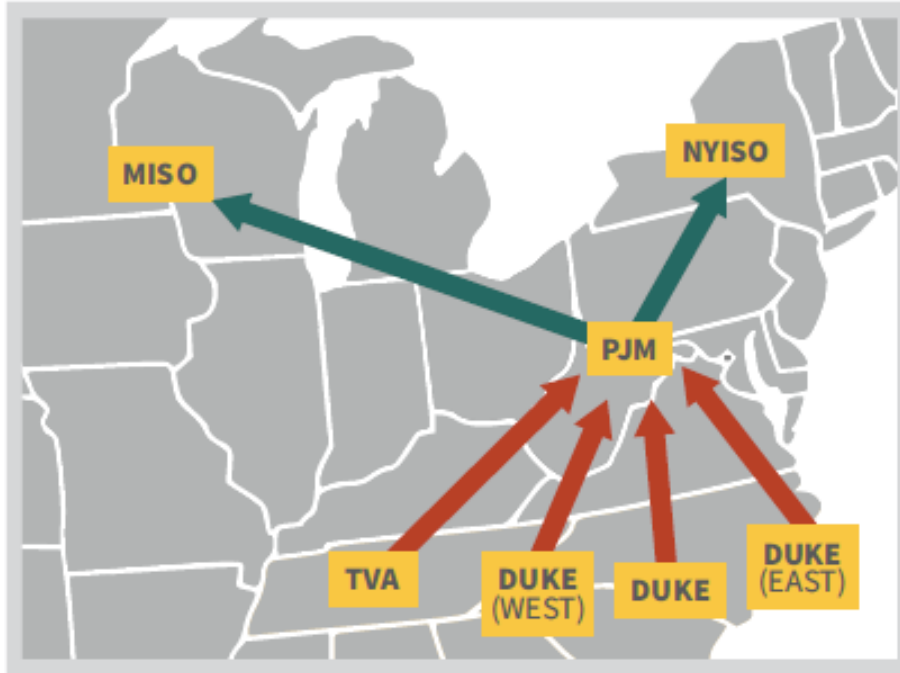 NYISO
MISO
PJM
TVA
DUKE
(WEST)
DUKE
DUKE
(EAST)